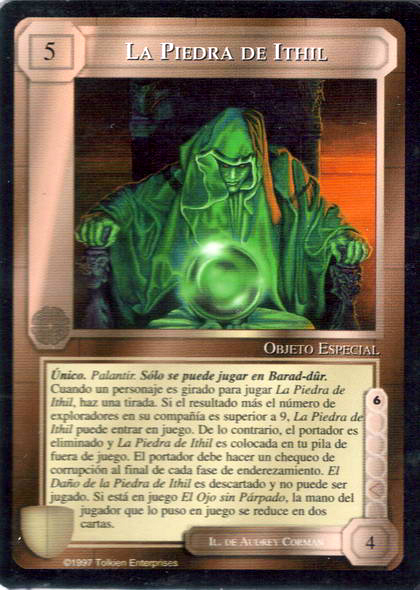 5
LA PIEDRA DE ITHIL
OBJETO ESPECIAL
Único. Palantir. Sólo se puede jugar en Barad-dûr.
Cuando un personaje es girado para jugar La Piedra de
Ithil, haz una tirada. Si el resultado más el número de
exploradores en su compañía es superior a 9, La Piedra de
Ithil puede entrar en juego. De lo contrario, el portador es
eliminado y La Piedra de Ithil es colocada en tu pila de
fuera de juego. El portador debe hacer un chequeo de
corrupción al final de cada fase de enderezamiento. El
Daño de la Piedra de Ithil es descartado y no puede ser
jugado. Si está en juego El Ojo sin Párpado, la mano del
jugador que lo puso en juego se reduce en dos
cartas.
6
IL. DE AUDREY CORMAN
4
©1997 Tolkien Enterprises